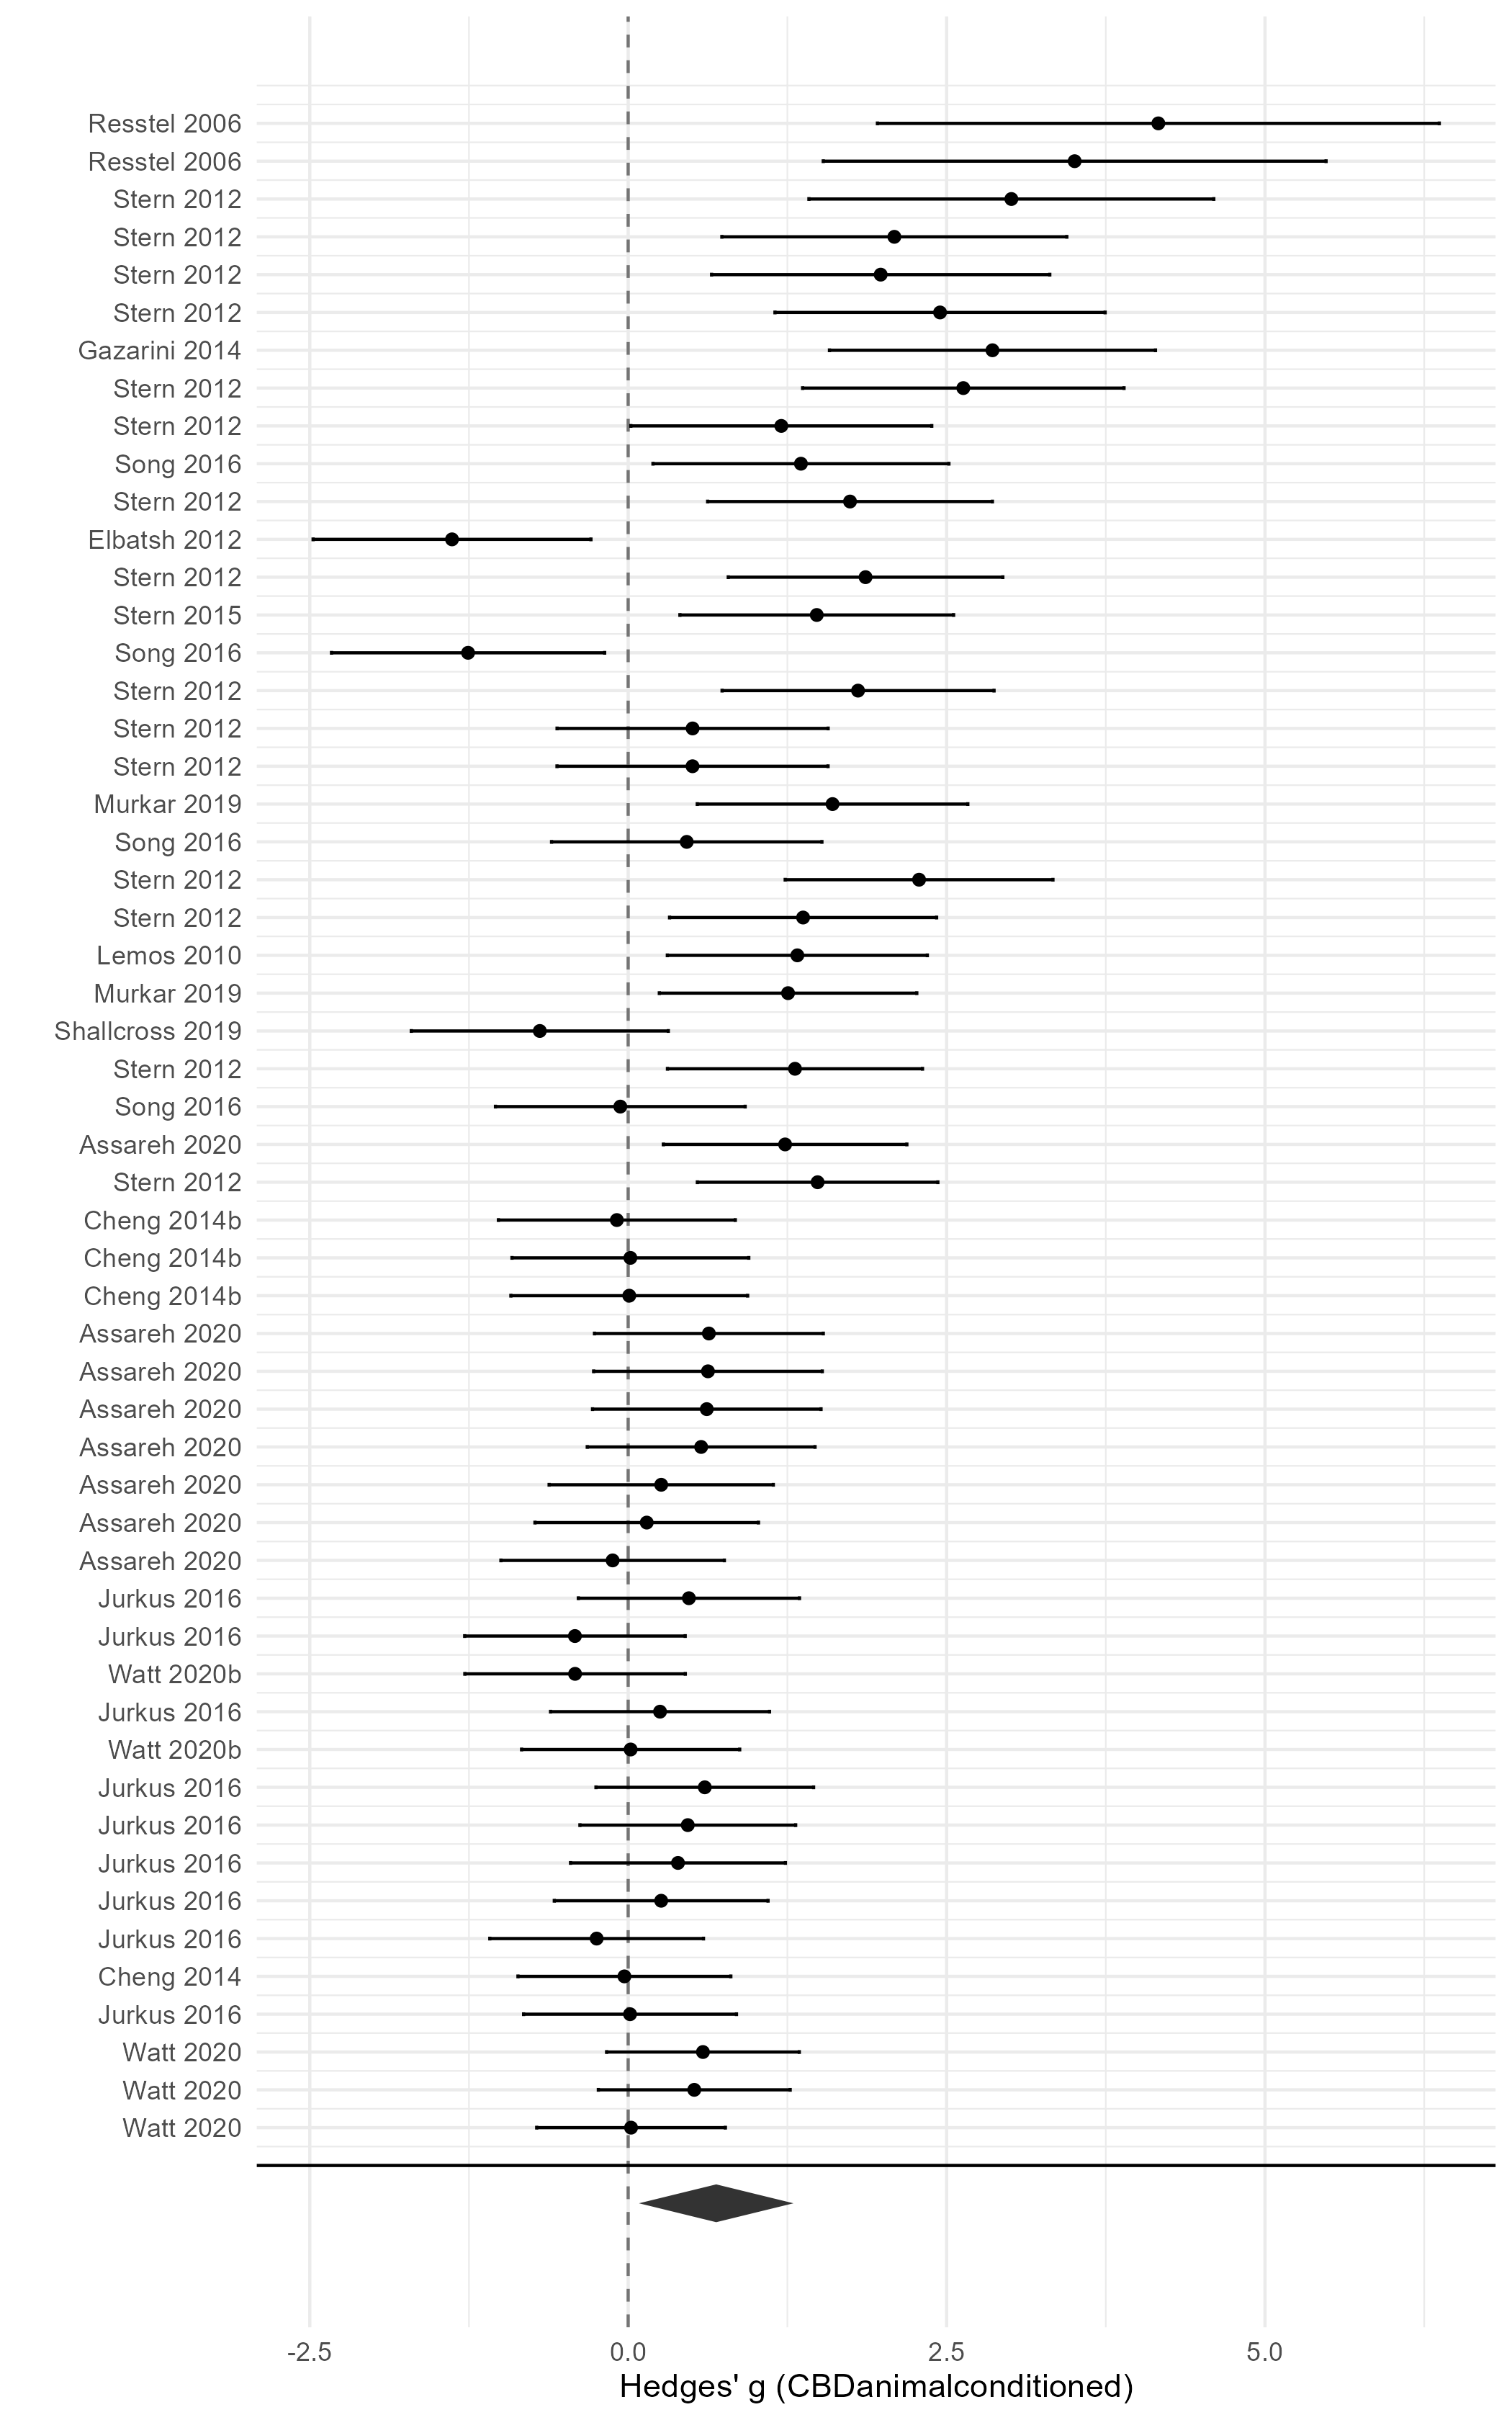 Resstel 2006
Resstel 2006
Stern 2012
Stern 2012
Stern 2012
Stern 2012
Gazarini 2014
Stern 2012
Stern 2012
Song 2016
Stern 2012
Elbatsh 2012
Stern 2012
Stern 2015
Song 2016
Stern 2012
Stern 2012
Stern 2012
Murkar 2019
Song 2016
Stern 2012
Stern 2012
Lemos 2010
Murkar 2019
Shallcross 2019
Stern 2012
Song 2016
Assareh 2020
Stern 2012
Cheng 2014b
Cheng 2014b
Cheng 2014b
Assareh 2020
Assareh 2020
Assareh 2020
Assareh 2020
Assareh 2020
Assareh 2020
Assareh 2020
Jurkus 2016
Jurkus 2016
Watt 2020b
Jurkus 2016
Watt 2020b
Jurkus 2016
Jurkus 2016
Jurkus 2016
Jurkus 2016
Jurkus 2016
Cheng 2014
Jurkus 2016
Watt 2020
Watt 2020
Watt 2020
-2.5 0.0 2.5 5.0
Hedges' g (CBDanimalconditioned)